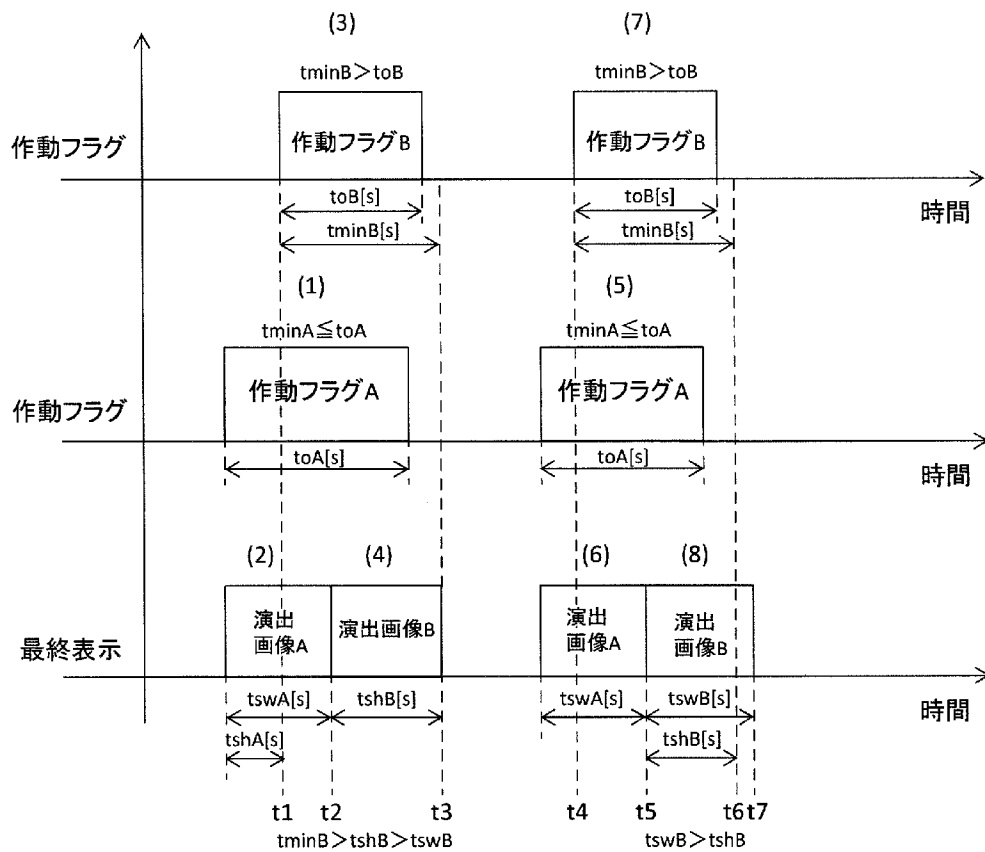 (3)
(7)
tminB>toB
tminB>toB
作動フラグB
作動フラグB
作動フラグ
toB[s]
toB[s]
時間
tminB[s]
tminB[s]
(1)
(5)
tminA≦toA
tminA≦toA
作動フラグA
作動フラグA
作動フラグ
toA[s]
toA[s]
時間
(2)
(4)
(6)
(8)
演出
画像A
演出画像B
演出
画像A
演出
画像B
最終表示
tswA[s]
tshB[s]
tswA[s]
tswB[s]
時間
tshA[s]
tshB[s]
t1
t2
t3
t4
t5
t6
t7
tminB>tshB>tswB
tswB>tshB